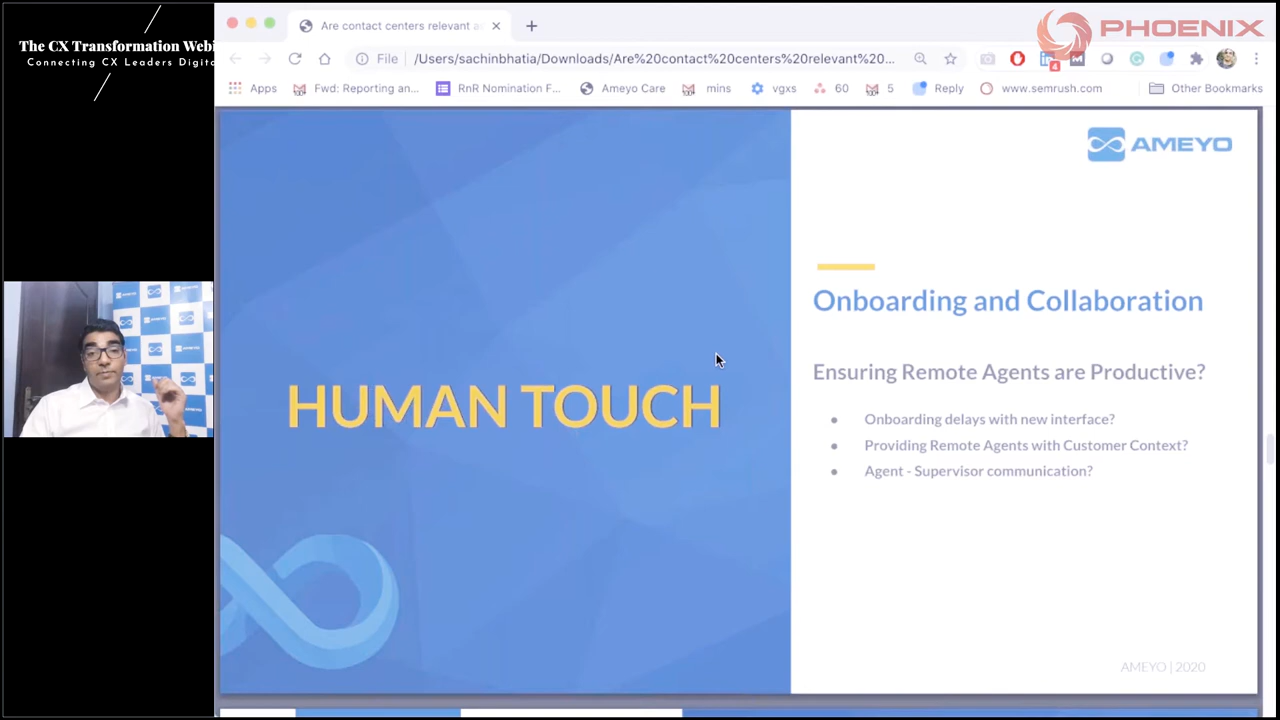 The CX Transformation Webi
Connecting CX Leaders Digita
Are contact centers relevant a
PHOENIX
File
/Users/sachinbhatia/Downloads/Are%20contact%20centers%20relevant%20...
4
Apps
Fwd: Reporting an...
RnR Nomination F...
Ameyo Care
mins
vgxs
60
5
Reply
www.semrush.com
Other Bookmarks
AMEYO
HUMAN TOUCH
Onboarding and Collaboration
Ensuring Remote Agents are Productive?
● Onboarding delays with new interface?
● Providing Remote Agents with Customer Context?
● Agent - Supervisor communication?
AMEYO | 2020